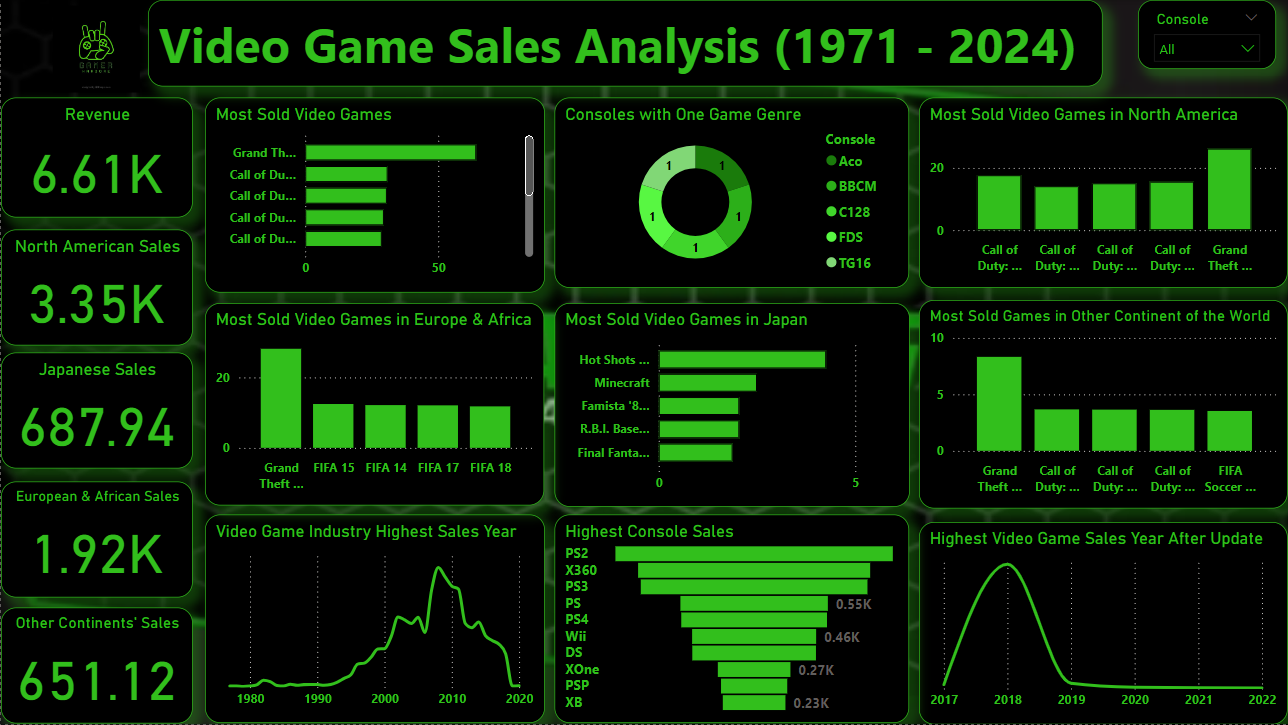 GAMER
Video Game Sales Analysis (1971 - 2024)
Console
All
Revenue
6.61K
North American Sales
3.35K
Japanese Sales
687.94
European & African Sales
1.92K
Other Continents' Sales
651.12
Most Sold Video Games
Grand Th...
Call of Du...
Call of Du...
Call of Du...
Call of Du...
0 50
Consoles with One Game Genre
1
1
1
1
1
Console
Aco
BBCM
C128
FDS
TG16
Most Sold Video Games in North America
20
0
Call of Call of Call of Call of Grand
Duty: ... Duty: ... Duty: ... Duty: ... Theft ...
Most Sold Video Games in Europe & Africa
20
0
Grand FIFA 15 FIFA 14 FIFA 17 FIFA 18
Theft ...
Most Sold Video Games in Japan
Hot Shots ...
Minecraft
Famista '8...
R.B.I. Base...
Final Fanta...
0 5
Most Sold Games in Other Continent of the World
10
5
0
Grand Call of Call of Call of FIFA
Theft ... Duty: ... Duty: ... Duty: ... Soccer ...
Video Game Industry Highest Sales Year
1980 1990 2000 2010 2020
Highest Console Sales
PS2
X360
PS3
PS 0.55K
PS4
Wii 0.46K
DS
XOne 0.27K
PSP
XB 0.23K
Highest Video Game Sales Year After Update
2017 2018 2019 2020 2021 2022